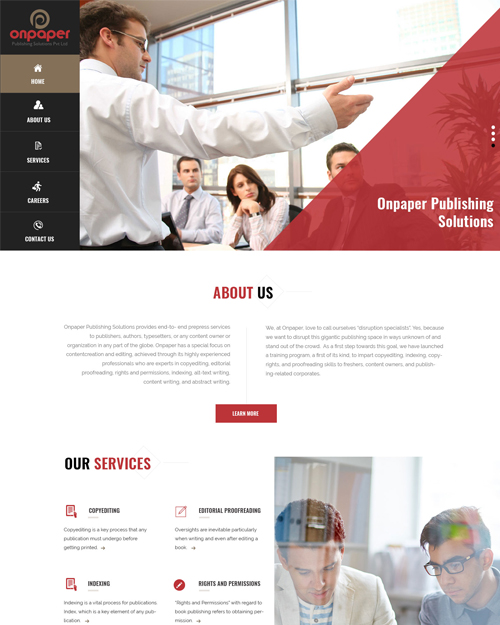 onpaper
Publishing Solutions Pvt Ltd
HOME
ABOUT US
SERVICES
CAREERS
CONTACT US
Onpaper Publishing
Solutions
ABOUT US
Onpaper Publishing Solutions provides end-to- end prepress services
to publishers, authors, typesetters, or any content owner or
organization in any part of the globe. Onpaper has a special focus on
contentcreation and editing, achieved through its highly experienced
professionals who are experts in copyediting, editorial
proofreading, rights and permissions, indexing, alt-text writing,
content writing, and abstract writing.
We, at Onpaper, love to call ourselves "disruption specialists". Yes, because
we want to disrupt this gigantic publishing space in ways unknown of and
stand out of the crowd. As a first step towards this goal, we have launched
a training program, a first of its kind, to impart copyediting, indexing, copy-
rights, and proofreading skills to freshers, content owners, and publish-
ing-related corporates.
LEARN MORE
OUR SERVICES
COPYEDITING
Copyediting is a key process that any
publication must undergo before
getting printed.
EDITORIAL PROOFREADING
Oversights are inevitable particularly
when writing and even after editing a
book.
INDEXING
Indexing is a vital process for publications
Index, which is a key element of any pub-
lication
RIGHTS AND PERMISSIONS
"Rights and Permissions" with regard to
book publishing refers to obtaining per-
mission